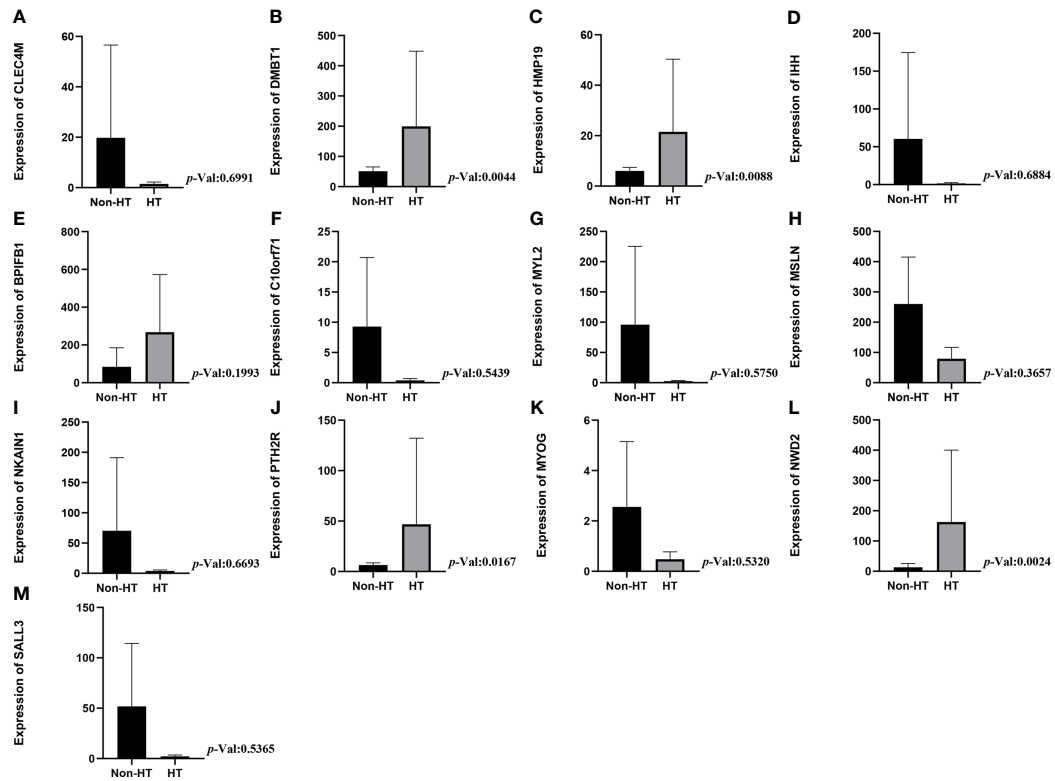 A
Expression of CLEC4M
60
40
20
0
Non-HT HT
p-Val:0.6991
B
Expression of DMBT1
500
400
300
200
100
0
Non-HT HT
p-Val:0.0044
C
Expression of HMP19
60
40
20
0
Non-HT HT
p-Val:0.0088
D
Expression of IHH
200
150
100
50
0
Non-HT HT
p-Val:0.6884
E
Expression of BPIFB1
800
600
400
200
0
Non-HT HT
p-Val:0.1993
F
Expression of C10orf71
25
20
15
10
5
0
Non-HT HT
p-Val:0.5439
G
Expression of MYL2
250
200
150
100
50
0
Non-HT HT
p-Val:0.5750
H
Expression of MSLN
500
400
300
200
100
0
Non-HT HT
p-Val:0.3657
I
Expression of NKAIN1
250
200
150
100
50
0
Non-HT HT
p-Val:0.6693
J
Expression of PTH2R
150
100
50
0
Non-HT HT
p-Val:0.0167
K
Expression of MYOG
6
4
2
0
Non-HT HT
p-Val:0.5320
L
Expression of NWD2
500
400
300
200
100
0
Non-HT HT
p-Val:0.0024
M
Expression of SALL3
150
100
50
0
Non-HT HT
p-Val:0.5365